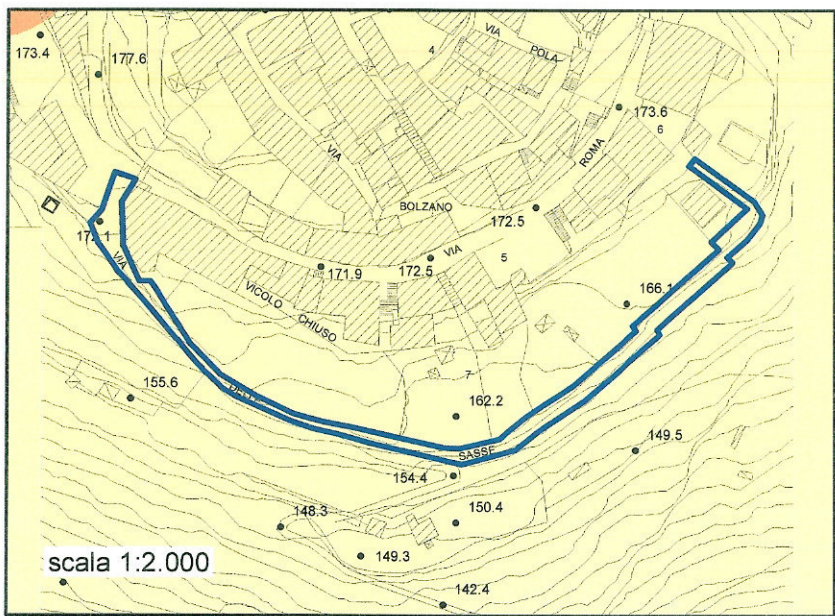 173.4
177.6
VIA
POLA
4
173.6
6
VIA
ROMA
BOLZANO
172.5
172.1
VIA
171.9
172.5
VIA
5
VICOLO
CHIUSO
166.1
7
155.6
DELLE
162.2
SASSE
149.5
154.4
150.4
148.3
149.3
scala 1:2.000
142.4